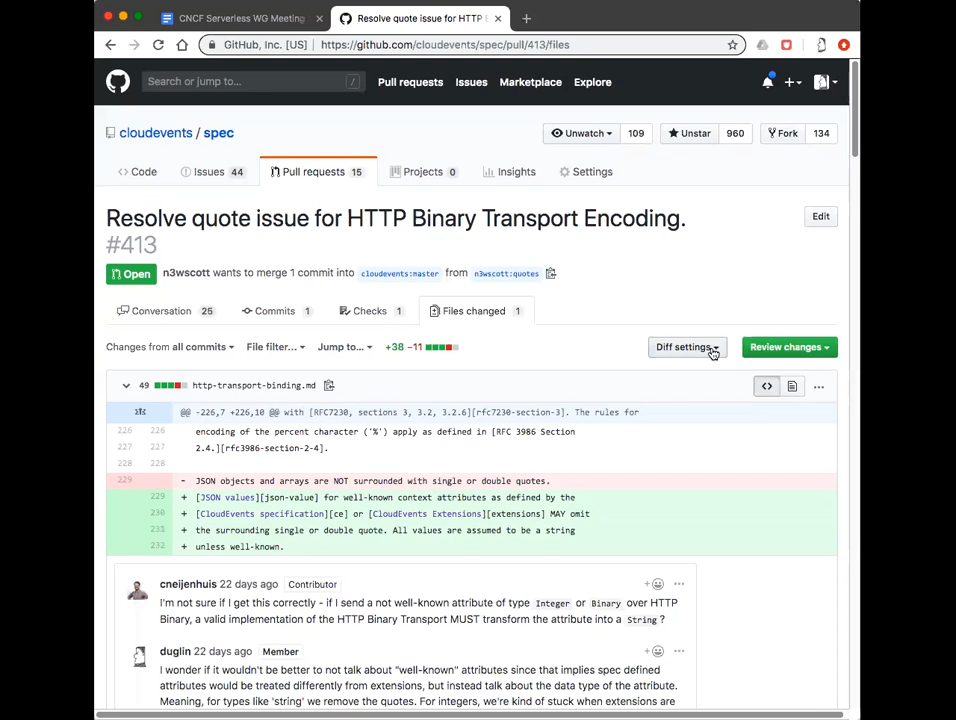 CNCF Serverless WG Meeting
Resolve quote issue for HTTP B
GitHub, Inc. [US] https://github.com/cloudevents/spec/pull/413/files
Search or jump to... / Pull requests Issues Marketplace Explore
cloudevents / spec Unwatch 109 Unstar 960 Fork 134
Code Issues 44 Pull requests 15 Projects 0 Insights Settings
Resolve quote issue for HTTP Binary Transport Encoding. Edit
#413
Open n3wscott wants to merge 1 commit into cloudevents:master from n3wscott:quotes
Conversation 25 Commits 1 Checks 1 Files changed 1
Changes from all commits File filter... Jump to... +38 −11 Diff settings Review changes
49 http-transport-binding.md
@@ -226,7 +226,10 @@ with [RFC7230, sections 3, 3.2, 3.2.6][rfc7230-section-3]. The rules for
226 226 encoding of the percent character ('%') apply as defined in [RFC 3986 Section
227 227 2.4.][rfc3986-section-2-4].
228 228
229 - JSON objects and arrays are NOT surrounded with single or double quotes.
229 + [JSON values][json-value] for well-known context attributes as defined by the
230 + [CloudEvents specification][ce] or [CloudEvents Extensions][extensions] MAY omit
231 + the surrounding single or double quote. All values are assumed to be a string
232 + unless well-known.
cneijenhuis 22 days ago Contributor
I'm not sure if I get this correctly - if I send a not well-known attribute of type Integer or Binary over HTTP
Binary, a valid implementation of the HTTP Binary Transport MUST transform the attribute into a String ?
duglin 22 days ago Member
I wonder if it wouldn't be better to not talk about "well-known" attributes since that implies spec defined
attributes would be treated differently from extensions, but instead talk about the data type of the attribute.
Meaning, for types like 'string' we remove the quotes. For integers, we're kind of stuck when extensions are